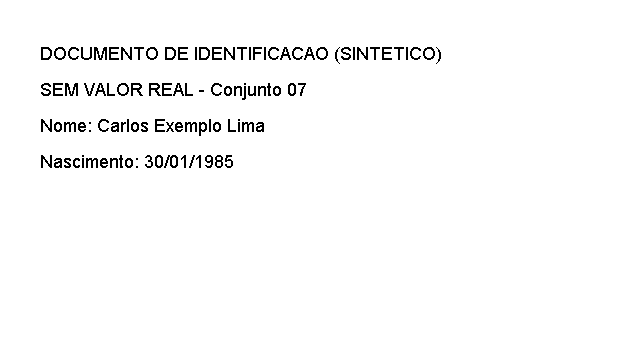 DOCUMENTO DE IDENTIFICACAO (SINTETICO)
SEM VALOR REAL - Conjunto 07
Nome: Carlos Exemplo Lima
Nascimento: 30/01/1985